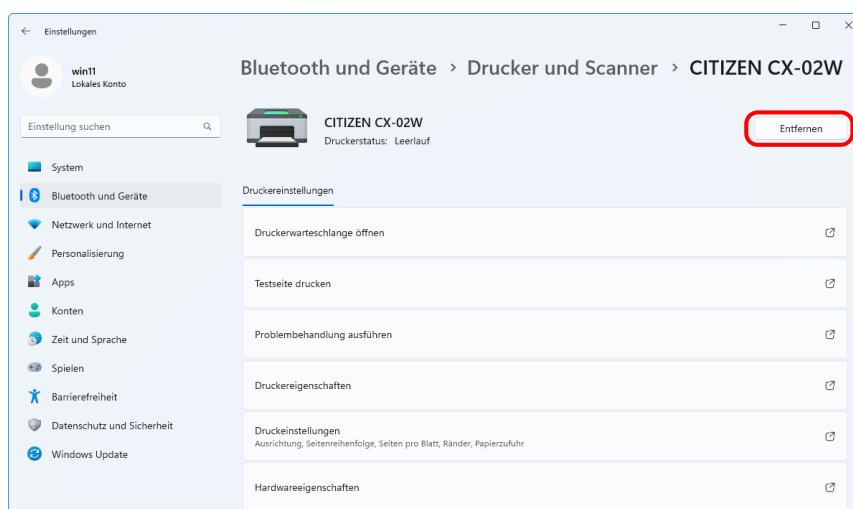 Einstellungen
win11
Lokales Konto
Einstellung suchen
System
Bluetooth und Geräte
Netzwerk und Internet
Personalisierung
Apps
Konten
Zeit und Sprache
Spielen
Barrierefreiheit
Datenschutz und Sicherheit
Windows Update
Bluetooth und Geräte > Drucker und Scanner > CITIZEN CX-02W
CITIZEN CX-02W
Druckerstatus: Leerlauf
Entfernen
Druckereinstellungen
Druckerwarteschlange öffnen
Testseite drucken
Problembehandlung ausführen
Druckereigenschaften
Druckeinstellungen
Ausrichtung, Seitenreihenfolge, Seiten pro Blatt, Ränder, Papierzufuhr
Hardwareeigenschaften